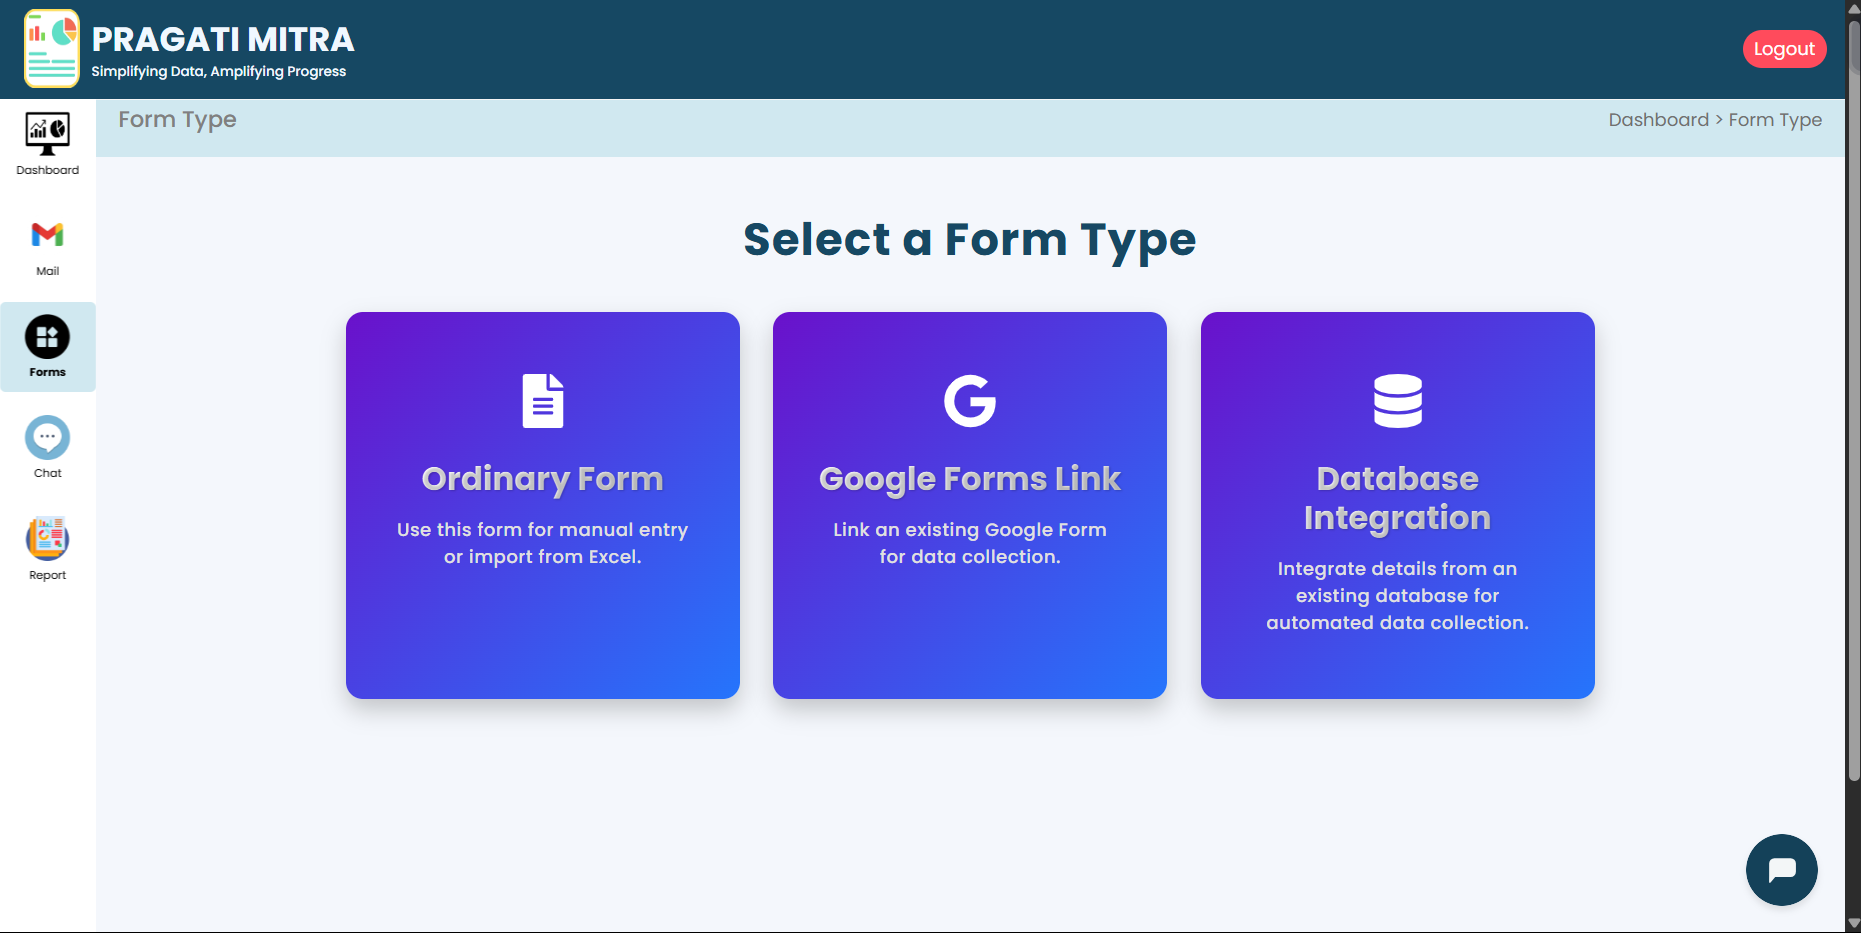 PRAGATI MITRA
Simplifying Data, Amplifying Progress
Logout
Form Type
Dashboard > Form Type
Dashboard
Mail
Forms
Chat
Report
Select a Form Type
Ordinary Form
Use this form for manual entry
or import from Excel.
Google Forms Link
Link an existing Google Form
for data collection.
Database
Integration
Integrate details from an
existing database for
automated data collection.